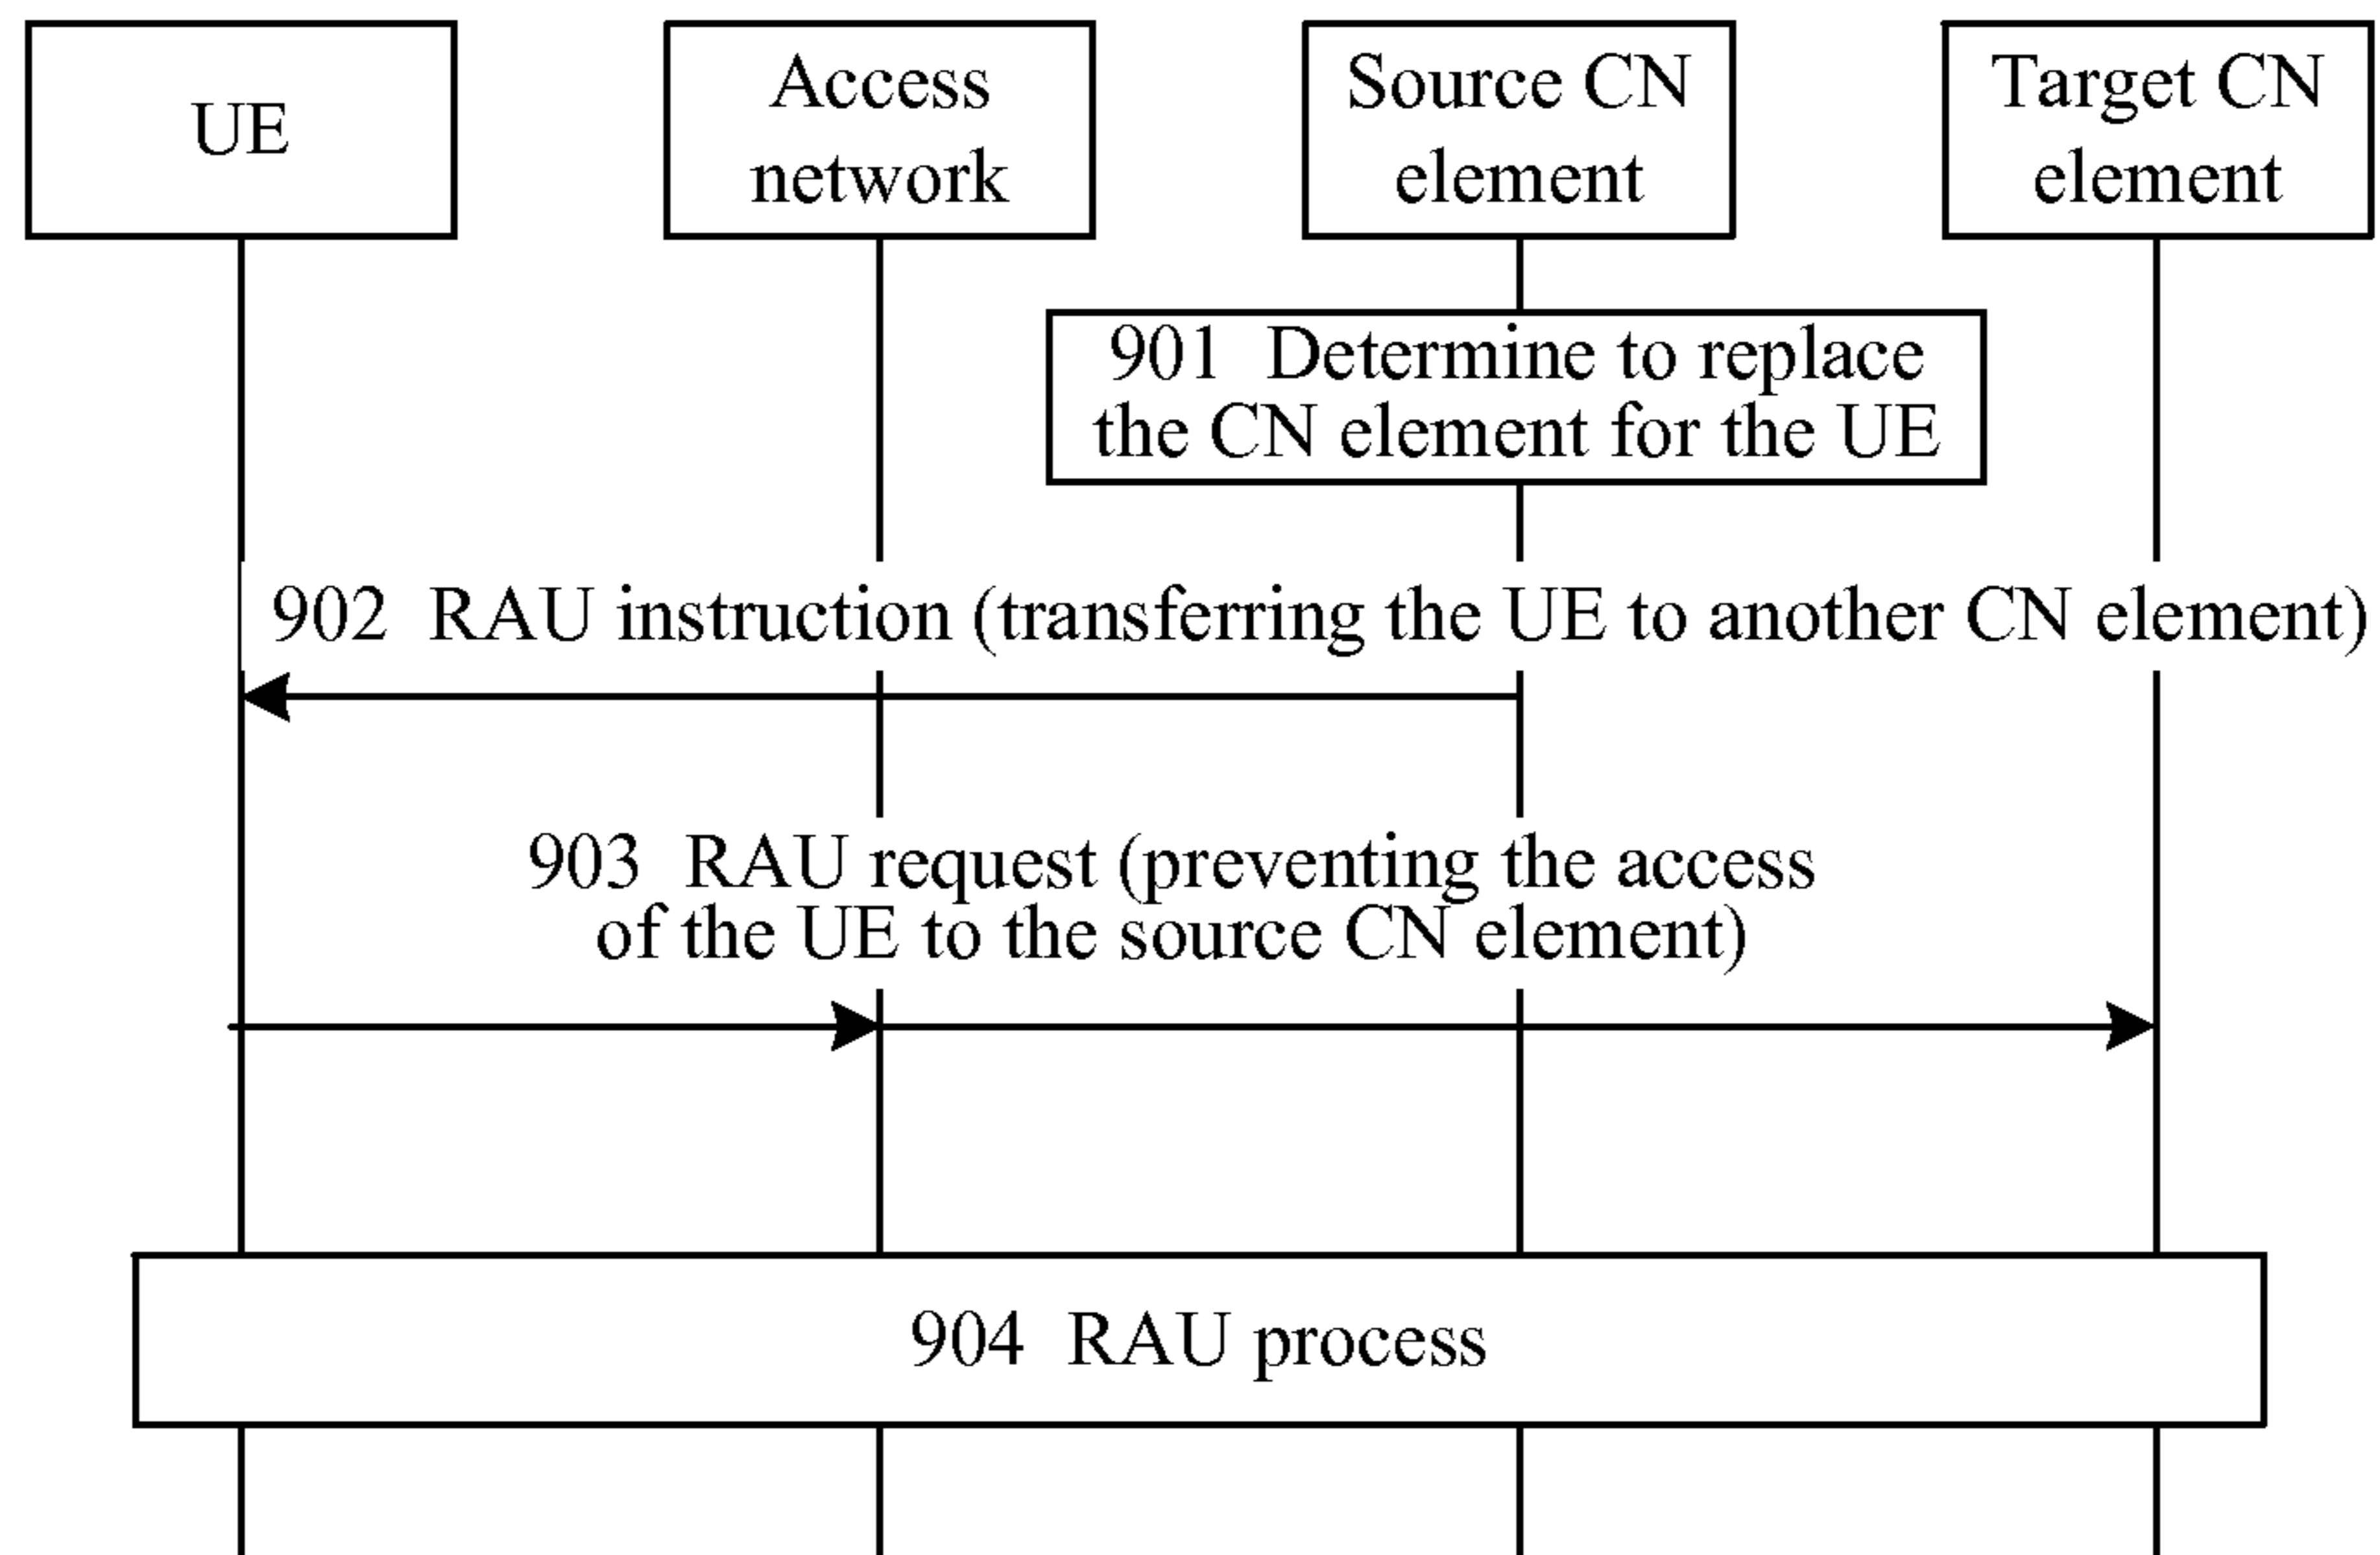 UE
Access
network
Source CN
element
Target CN
element
901 Determine to replace
the CN element for the UE
902 RAU instruction (transferring the UE to another CN element)
903 RAU request (preventing the access
of the UE to the source CN element)
904 RAU process